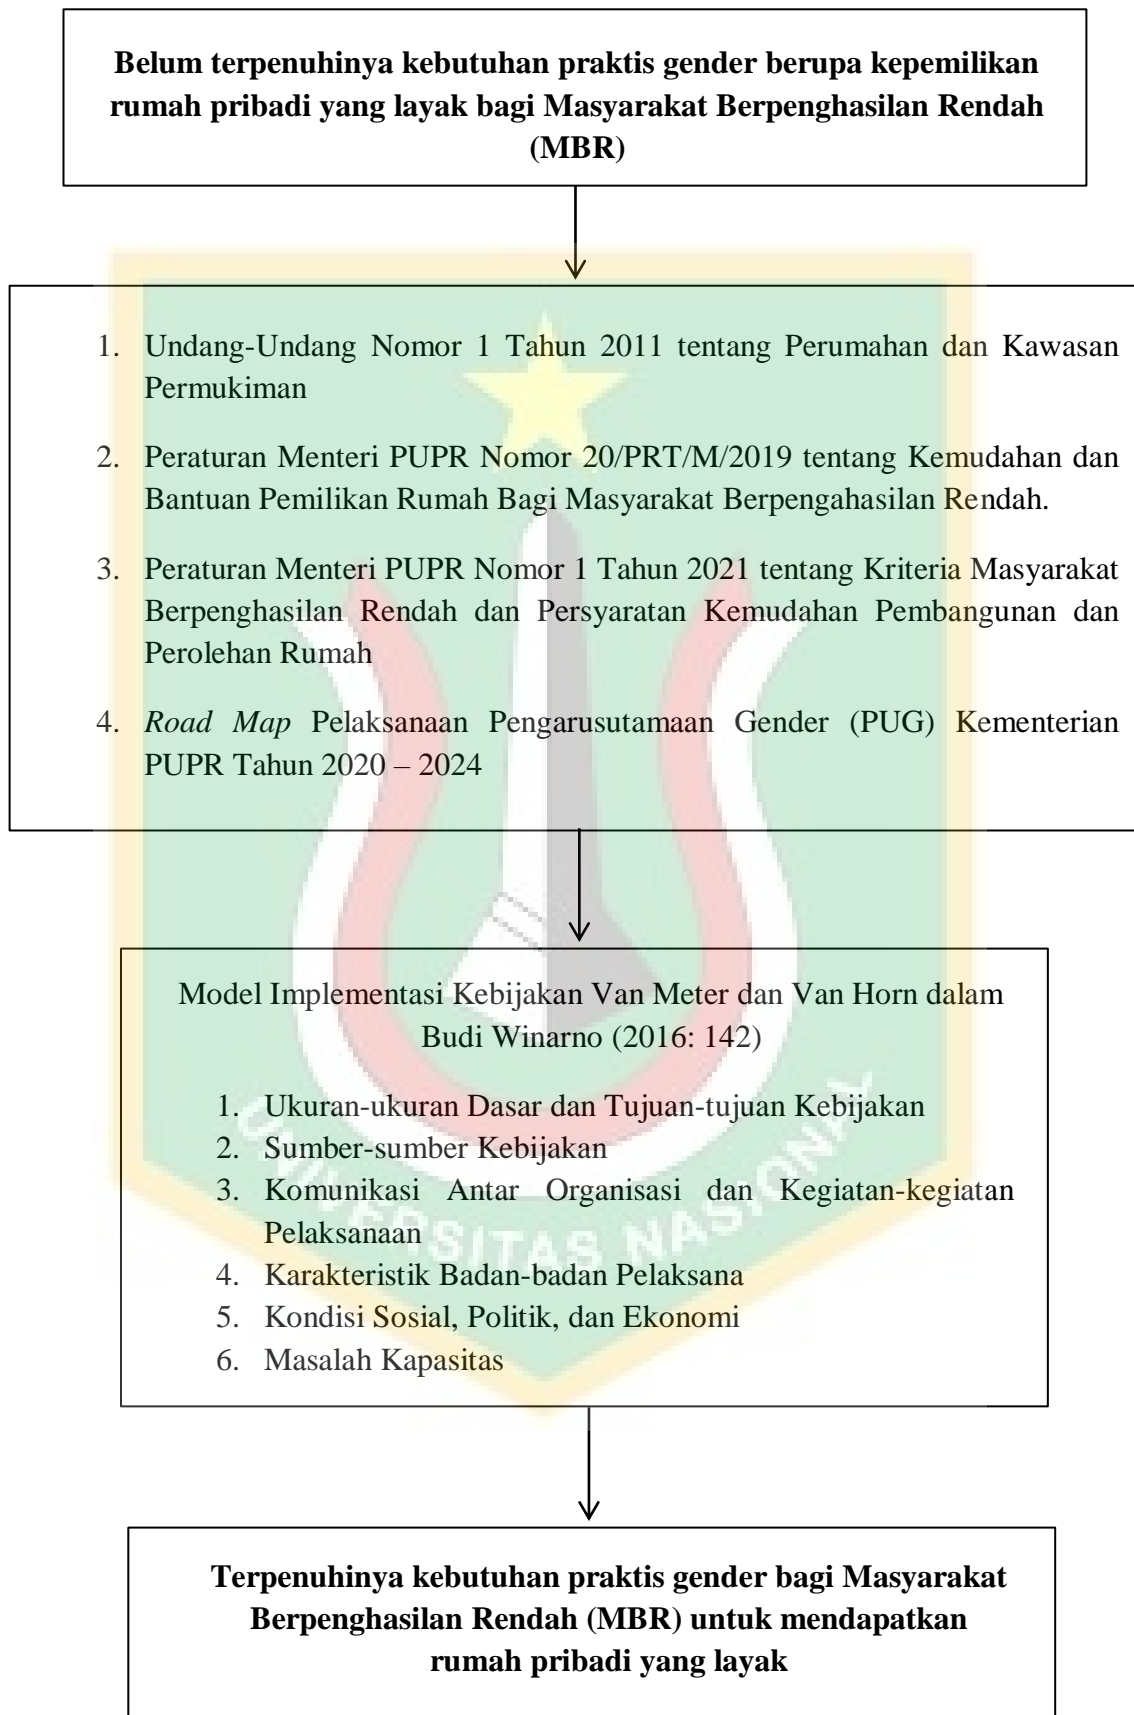 Belum terpenuhinya kebutuhan praktis gender berupa kepemilikan
rumah pribadi yang layak bagi Masyarakat Berpenghasilan Rendah
(MBR)
1. Undang-Undang Nomor 1 Tahun 2011 tentang Perumahan dan Kawasan
Permukiman
2. Peraturan Menteri PUPR Nomor 20/PRT/M/2019 tentang Kemudahan dan
Bantuan Pemilikan Rumah Bagi Masyarakat Berpengahasilan Rendah.
3. Peraturan Menteri PUPR Nomor 1 Tahun 2021 tentang Kriteria Masyarakat
Berpenghasilan Rendah dan Persyaratan Kemudahan Pembangunan dan
Perolehan Rumah
4. Road Map Pelaksanaan Pengarusutamaan Gender (PUG) Kementerian
PUPR Tahun 2020 – 2024
Model Implementasi Kebijakan Van Meter dan Van Horn dalam
Budi Winarno (2016: 142)
1. Ukuran-ukuran Dasar dan Tujuan-tujuan Kebijakan
2. Sumber-sumber Kebijakan
3. Komunikasi Antar Organisasi dan Kegiatan-kegiatan
Pelaksanaan
4. Karakteristik Badan-badan Pelaksana
5. Kondisi Sosial, Politik, dan Ekonomi
6. Masalah Kapasitas
UNIVERSITAS NASIONAL
Terpenuhinya kebutuhan praktis gender bagi Masyarakat
Berpenghasilan Rendah (MBR) untuk mendapatkan
rumah pribadi yang layak